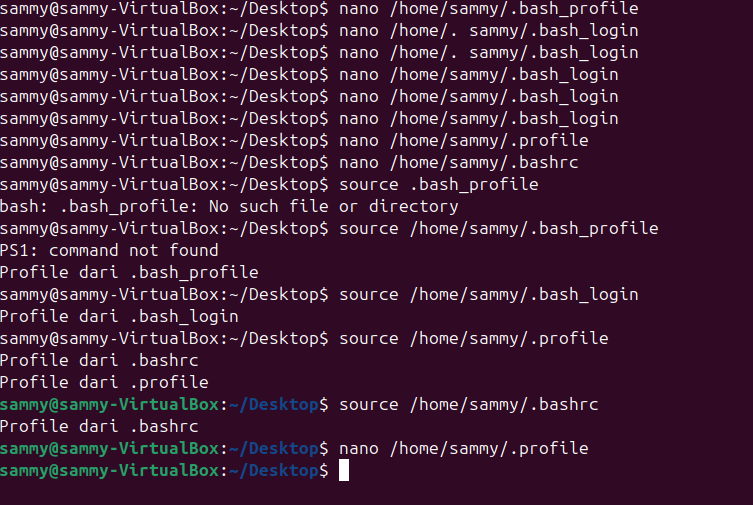 sammy@sammy-VirtualBox:~/Desktop$ nano /home/sammy/.bash_profile
sammy@sammy-VirtualBox:~/Desktop$ nano /home/. sammy/.bash_login
sammy@sammy-VirtualBox:~/Desktop$ nano /home/. sammy/.bash_login
sammy@sammy-VirtualBox:~/Desktop$ nano /home/sammy/.bash_login
sammy@sammy-VirtualBox:~/Desktop$ nano /home/sammy/.bash_login
sammy@sammy-VirtualBox:~/Desktop$ nano /home/sammy/.bash_login
sammy@sammy-VirtualBox:~/Desktop$ nano /home/sammy/.profile
sammy@sammy-VirtualBox:~/Desktop$ nano /home/sammy/.bashrc
sammy@sammy-VirtualBox:~/Desktop$ source .bash_profile
bash: .bash_profile: No such file or directory
sammy@sammy-VirtualBox:~/Desktop$ source /home/sammy/.bash_profile
PS1: command not found
Profile dari .bash_profile
sammy@sammy-VirtualBox:~/Desktop$ source /home/sammy/.bash_login
Profile dari .bash_login
sammy@sammy-VirtualBox:~/Desktop$ source /home/sammy/.profile
Profile dari .bashrc
Profile dari .profile
sammy@sammy-VirtualBox:~/Desktop$ source /home/sammy/.bashrc
Profile dari .bashrc
sammy@sammy-VirtualBox:~/Desktop$ nano /home/sammy/.profile
sammy@sammy-VirtualBox:~/Desktop$